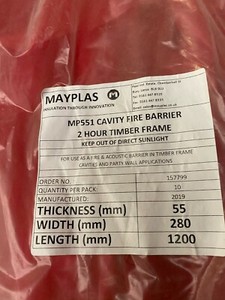 MAYPLAS M
INSULATION THROUGH INNOVATION
MP551 CAVITY FIRE BARRIER
2 HOUR TIMBER FRAME
KEEP OUT OF DIRECT SUNLIGHT
FOR USE AS A FIRE & ACOUSTIC BARRIER IN TIMBER FRAME
CAVITIES AND PARTY WALL APPLICATIONS
ORDER NO. 157799
QUANTITY PER PACK: 10
MANUFACTURED: 2019
THICKNESS (mm) 55
WIDTH (mm) 280
LENGTH (mm) 1200